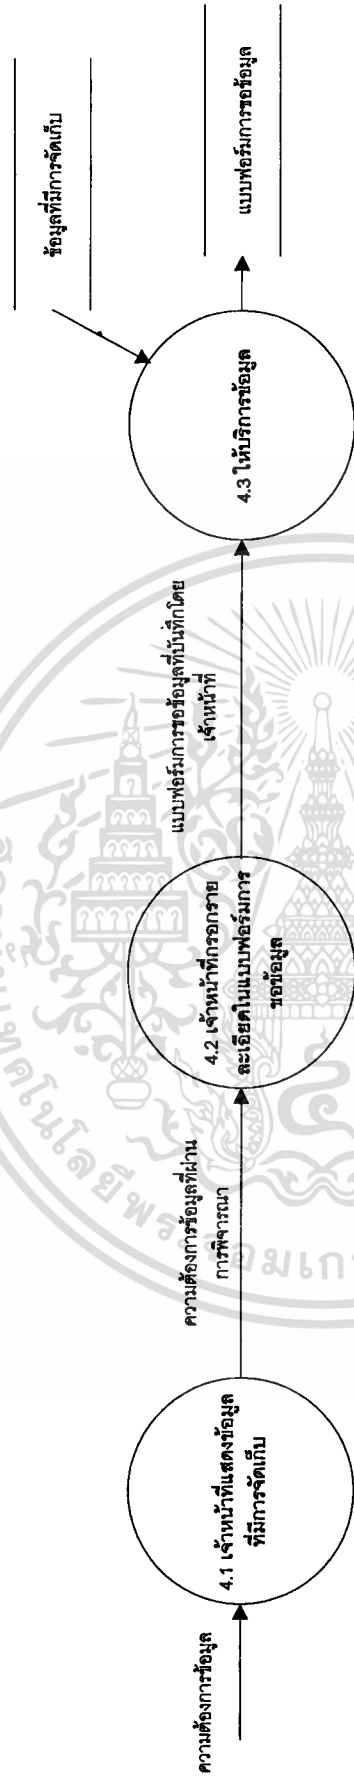 ความต้องการข้อมูล
4.1 เจ้าหน้าที่แสดงข้อมูล
ที่มีการจัดเก็บ
ความต้องการข้อมูลที่ผ่าน
การพิจารณา
4.2 เจ้าหน้าที่กรอกราย
ละเอียดในแบบฟอร์มการ
ขอข้อมูล
แบบฟอร์มการขอข้อมูลที่บันทึกโดย
เจ้าหน้าที่
4.3 ให้บริการข้อมูล
ข้อมูลที่มีการจัดเก็บ
แบบฟอร์มการขอข้อมูล